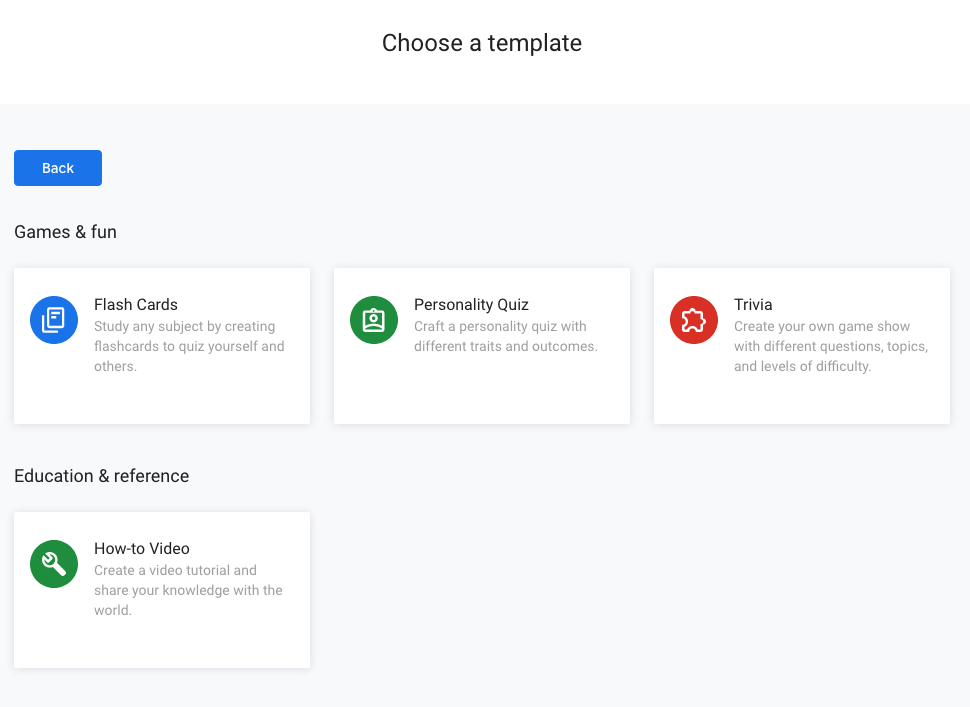 Choose a template
Back
Games & fun
Flash Cards
Study any subject by creating
flashcards to quiz yourself and
others.
Personality Quiz
Craft a personality quiz with
different traits and outcomes.
Trivia
Create your own game show
with different questions, topics,
and levels of difficulty.
Education & reference
How-to Video
Create a video tutorial and
share your knowledge with the
world.